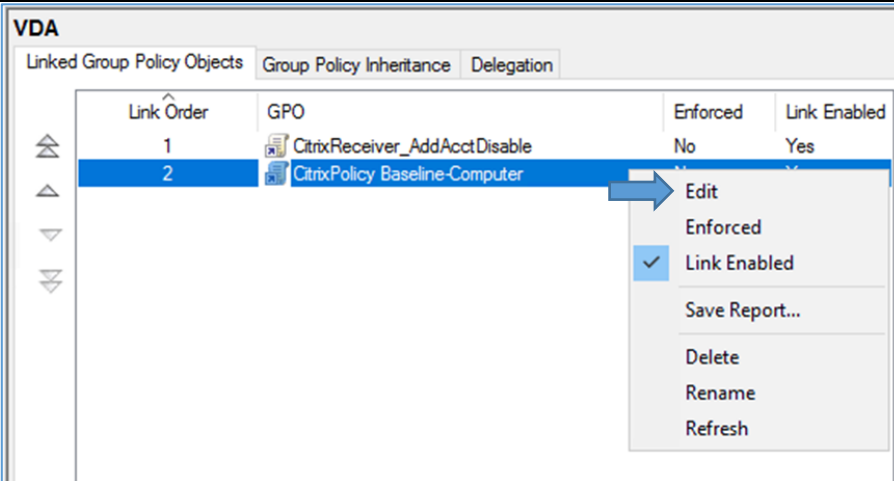 VDA
Linked Group Policy Objects Group Policy Inheritance Delegation
Link Order GPO Enforced Link Enabled
1 CitrixReceiver_AddAcctDisable No Yes
2 CitrixPolicy Baseline-Computer
Edit
Enforced
Link Enabled
Save Report...
Delete
Rename
Refresh